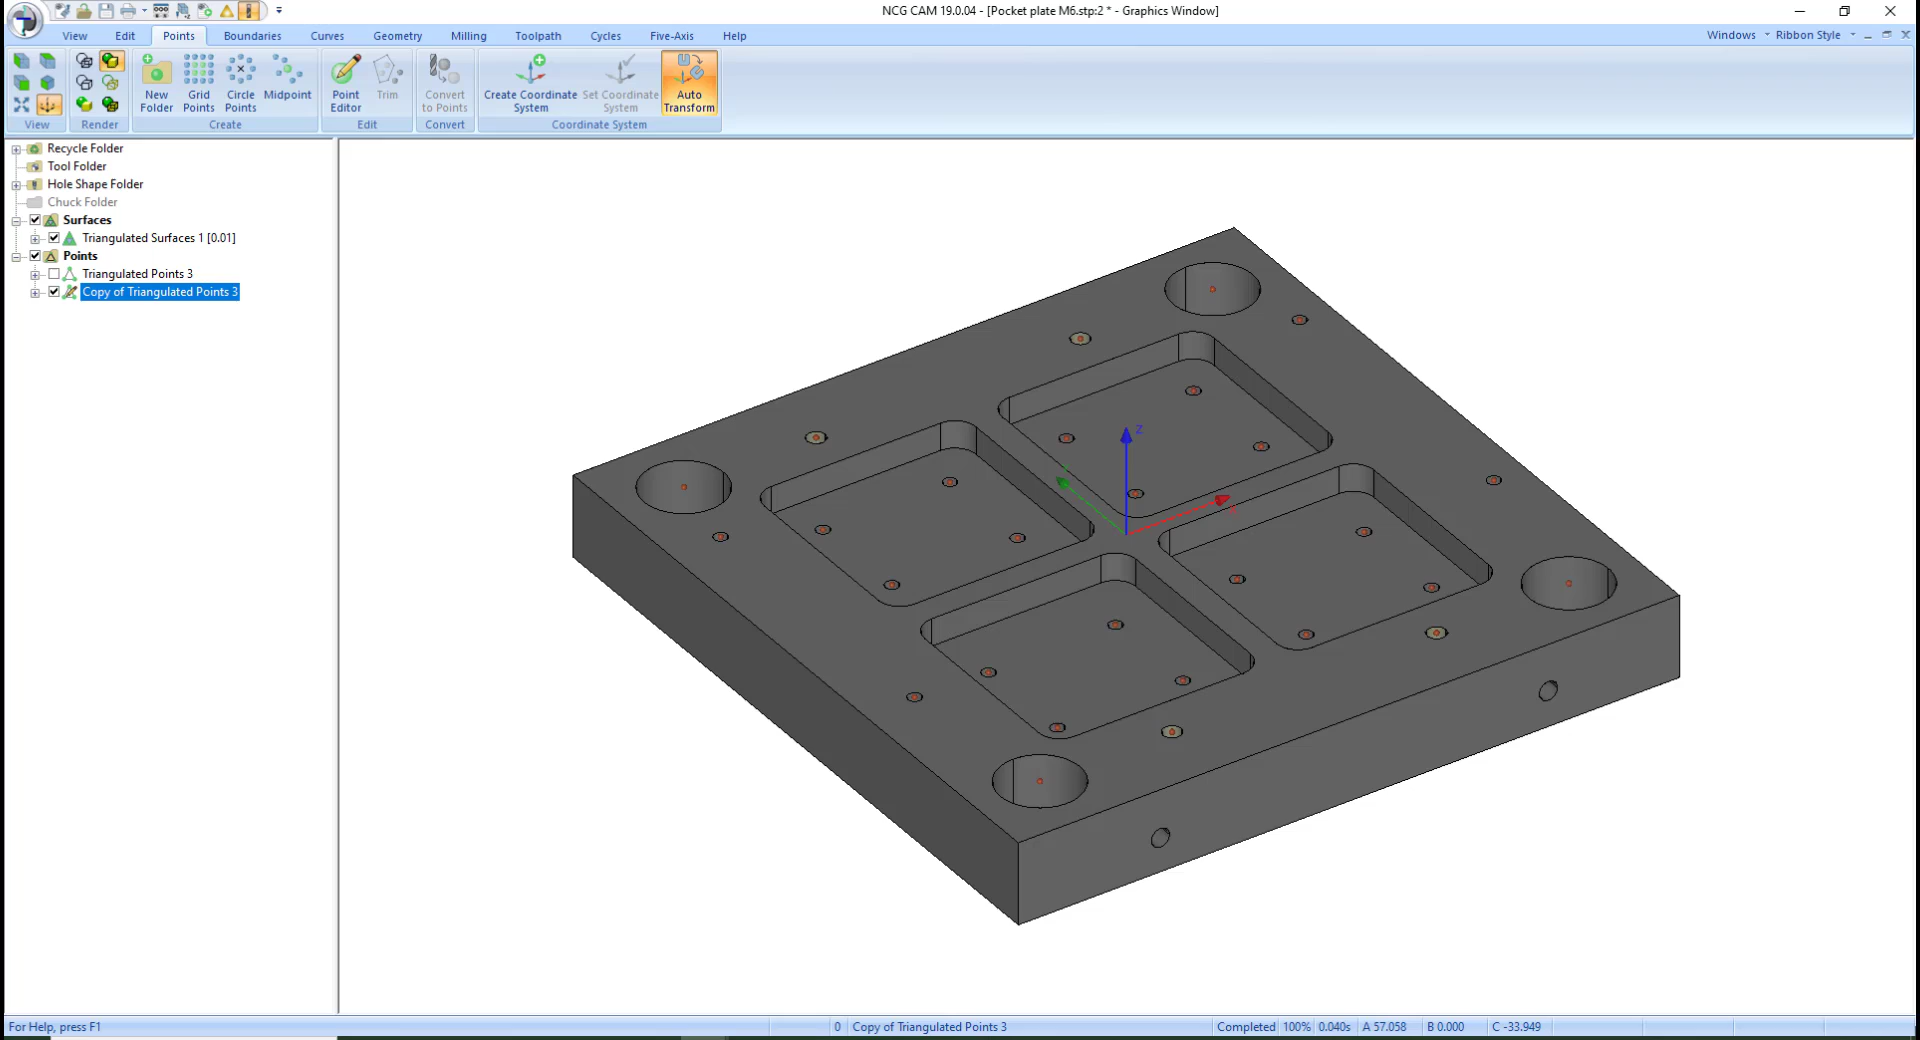 NCG CAM 19.0.04 - [Pocket plate M6.stp:2 * - Graphics Window]
View Edit Points Boundaries Curves Geometry Milling Toolpath Cycles Five-Axis Help Windows Ribbon Style
New Folder
Grid Points
Circle Points
Midpoint
Point Editor
Trim
Convert to Points
Create Coordinate System
Set Coordinate System
Auto Transform
View Render Create Edit Convert Coordinate System
Recycle Folder
Tool Folder
Hole Shape Folder
Chuck Folder
Surfaces
Triangulated Surfaces 1 [0.01]
Points
Triangulated Points 3
Copy of Triangulated Points 3
Z
X
For Help, press F1 0 Copy of Triangulated Points 3 Completed 100% 0.040s A 57.058 B 0.000 C -33.949